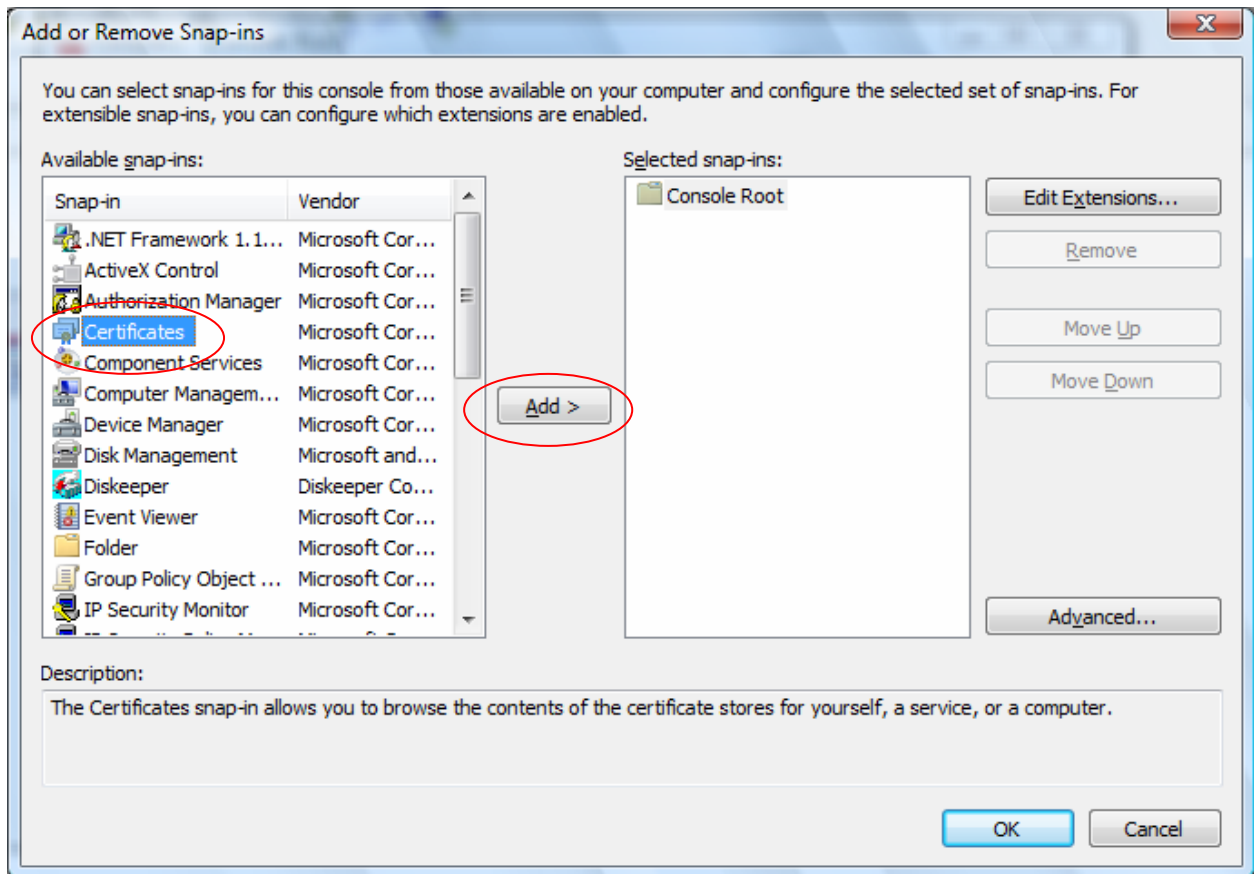 Add or Remove Snap-ins
You can select snap-ins for this console from those available on your computer and configure the selected set of snap-ins. For
extensible snap-ins, you can configure which extensions are enabled.
Available snap-ins:
Selected snap-ins:
Snap-in Vendor
.NET Framework 1.1... Microsoft Cor...
ActiveX Control Microsoft Cor...
Authorization Manager Microsoft Cor...
Certificates Microsoft Cor...
Component Services Microsoft Cor...
Computer Managem... Microsoft Cor...
Device Manager Microsoft Cor...
Disk Management Microsoft and...
Diskeeper Diskeeper Co...
Event Viewer Microsoft Cor...
Folder Microsoft Cor...
Group Policy Object ... Microsoft Cor...
IP Security Monitor Microsoft Cor...
Add >
Console Root
Edit Extensions...
Remove
Move Up
Move Down
Advanced...
Description:
The Certificates snap-in allows you to browse the contents of the certificate stores for yourself, a service, or a computer.
OK
Cancel